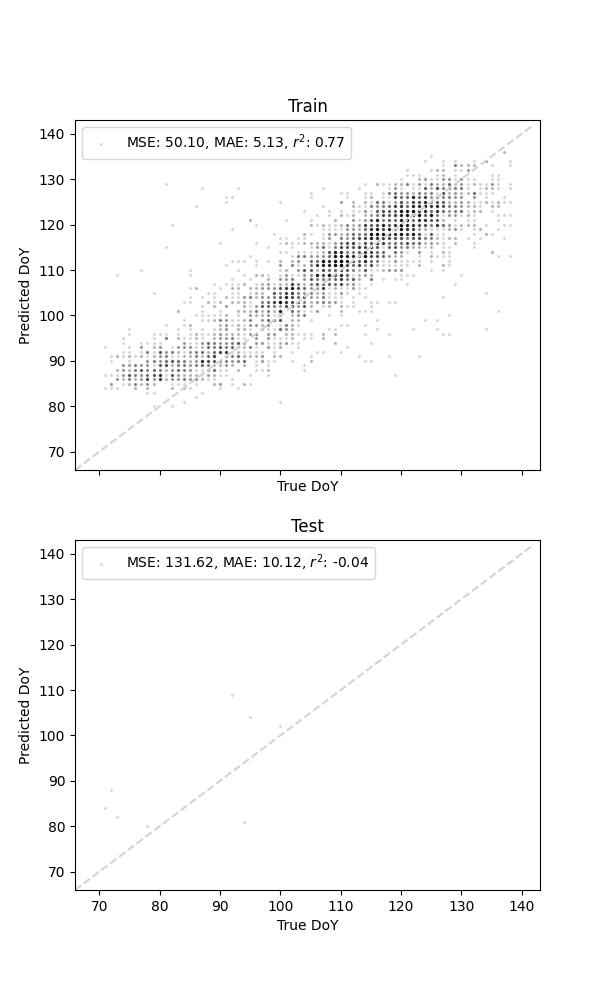 Train
MSE: 50.10, MAE: 5.13, r²: 0.77
140
130
120
110
100
90
80
70
Predicted DoY
True DoY
Test
MSE: 131.62, MAE: 10.12, r²: -0.04
140
130
120
110
100
90
80
70
Predicted DoY
70 80 90 100 110 120 130 140
True DoY